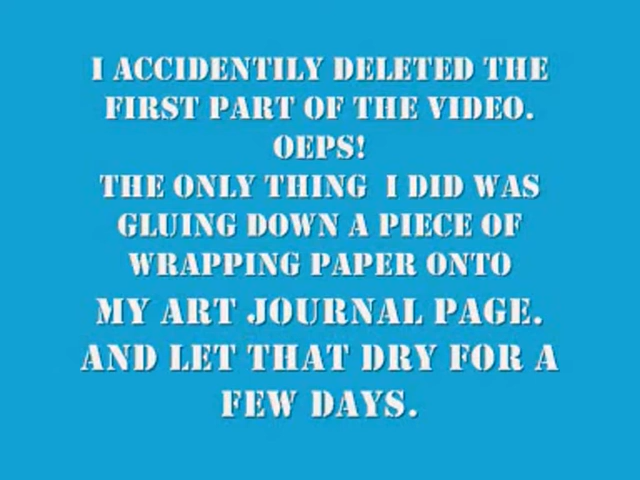 I ACCIDENTILY DELETED THE
FIRST PART OF THE VIDEO.
OEPS!
THE ONLY THING I DID WAS
GLUING DOWN A PIECE OF
WRAPPING PAPER ONTO
MY ART JOURNAL PAGE.
AND LET THAT DRY FOR A
FEW DAYS.